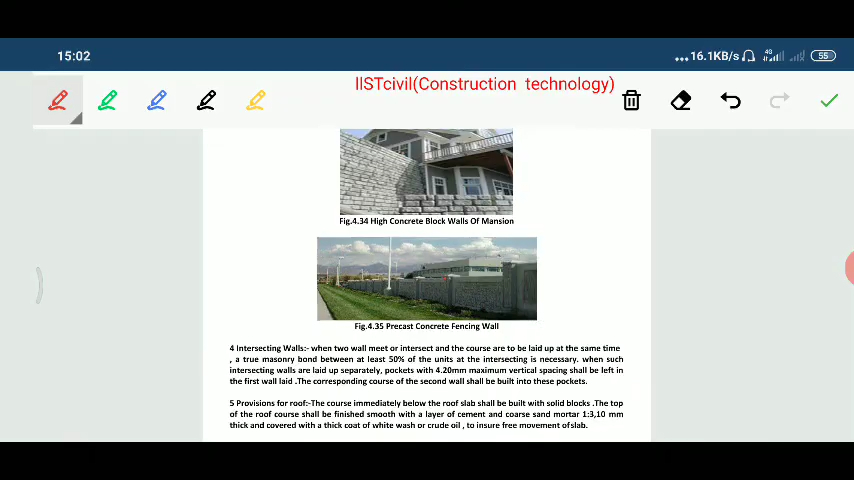 15:02
...16.1KB/s 4G 55
IISTcivil(Construction technology)
Fig.4.34 High Concrete Block Walls Of Mansion
Fig.4.35 Precast Concrete Fencing Wall
4 Intersecting Walls:- when two wall meet or intersect and the course are to be laid up at the same time
, a true masonry bond between at least 50% of the units at the intersecting is necessary. when such
intersecting walls are laid up separately, pockets with 4.20mm maximum vertical spacing shall be left in
the first wall laid .The corresponding course of the second wall shall be built into these pockets.
5 Provisions for roof:-The course immediately below the roof slab shall be built with solid blocks .The top
of the roof course shall be finished smooth with a layer of cement and coarse sand mortar 1:3,10 mm
thick and covered with a thick coat of white wash or crude oil , to insure free movement of slab.